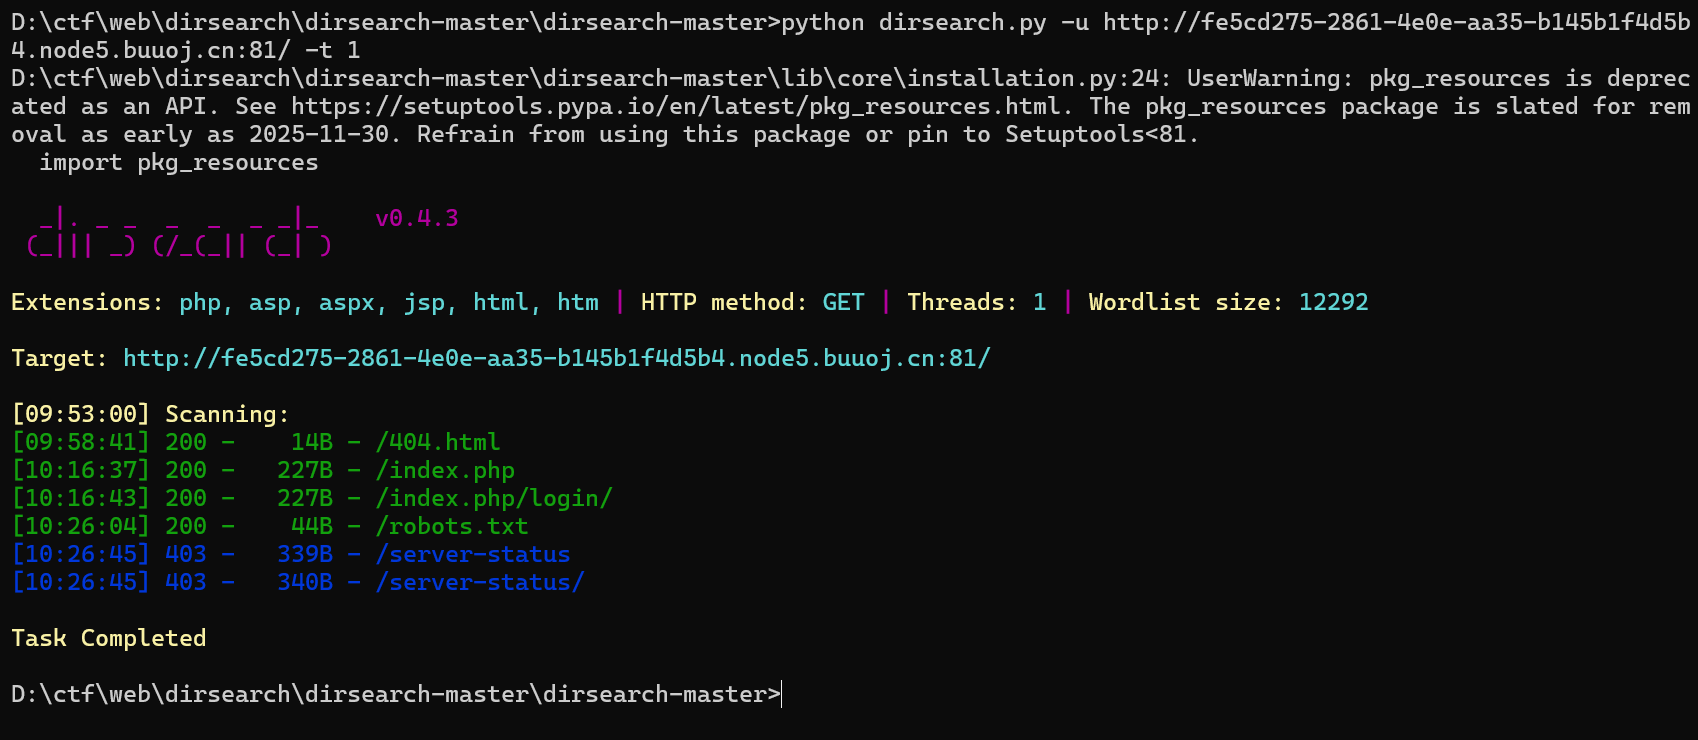 D:\ctf\web\dirsearch\dirsearch-master\dirsearch-master>python dirsearch.py -u http://fe5cd275-2861-4e0e-aa35-b145b1f4d5b
4.node5.buuoj.cn:81/ -t 1
D:\ctf\web\dirsearch\dirsearch-master\dirsearch-master\lib\core\installation.py:24: UserWarning: pkg_resources is deprec
ated as an API. See https://setuptools.pypa.io/en/latest/pkg_resources.html. The pkg_resources package is slated for rem
oval as early as 2025-11-30. Refrain from using this package or pin to Setuptools<81.
  import pkg_resources

  _|. _ _  _  _  _ _|_    v0.4.3
 (_||| _) (/_(_|| (_| )

Extensions: php, asp, aspx, jsp, html, htm | HTTP method: GET | Threads: 1 | Wordlist size: 12292

Target: http://fe5cd275-2861-4e0e-aa35-b145b1f4d5b4.node5.buuoj.cn:81/

[09:53:00] Scanning:
[09:58:41] 200 -    14B - /404.html
[10:16:37] 200 -   227B - /index.php
[10:16:43] 200 -   227B - /index.php/login/
[10:26:04] 200 -    44B - /robots.txt
[10:26:45] 403 -   339B - /server-status
[10:26:45] 403 -   340B - /server-status/

Task Completed

D:\ctf\web\dirsearch\dirsearch-master\dirsearch-master>